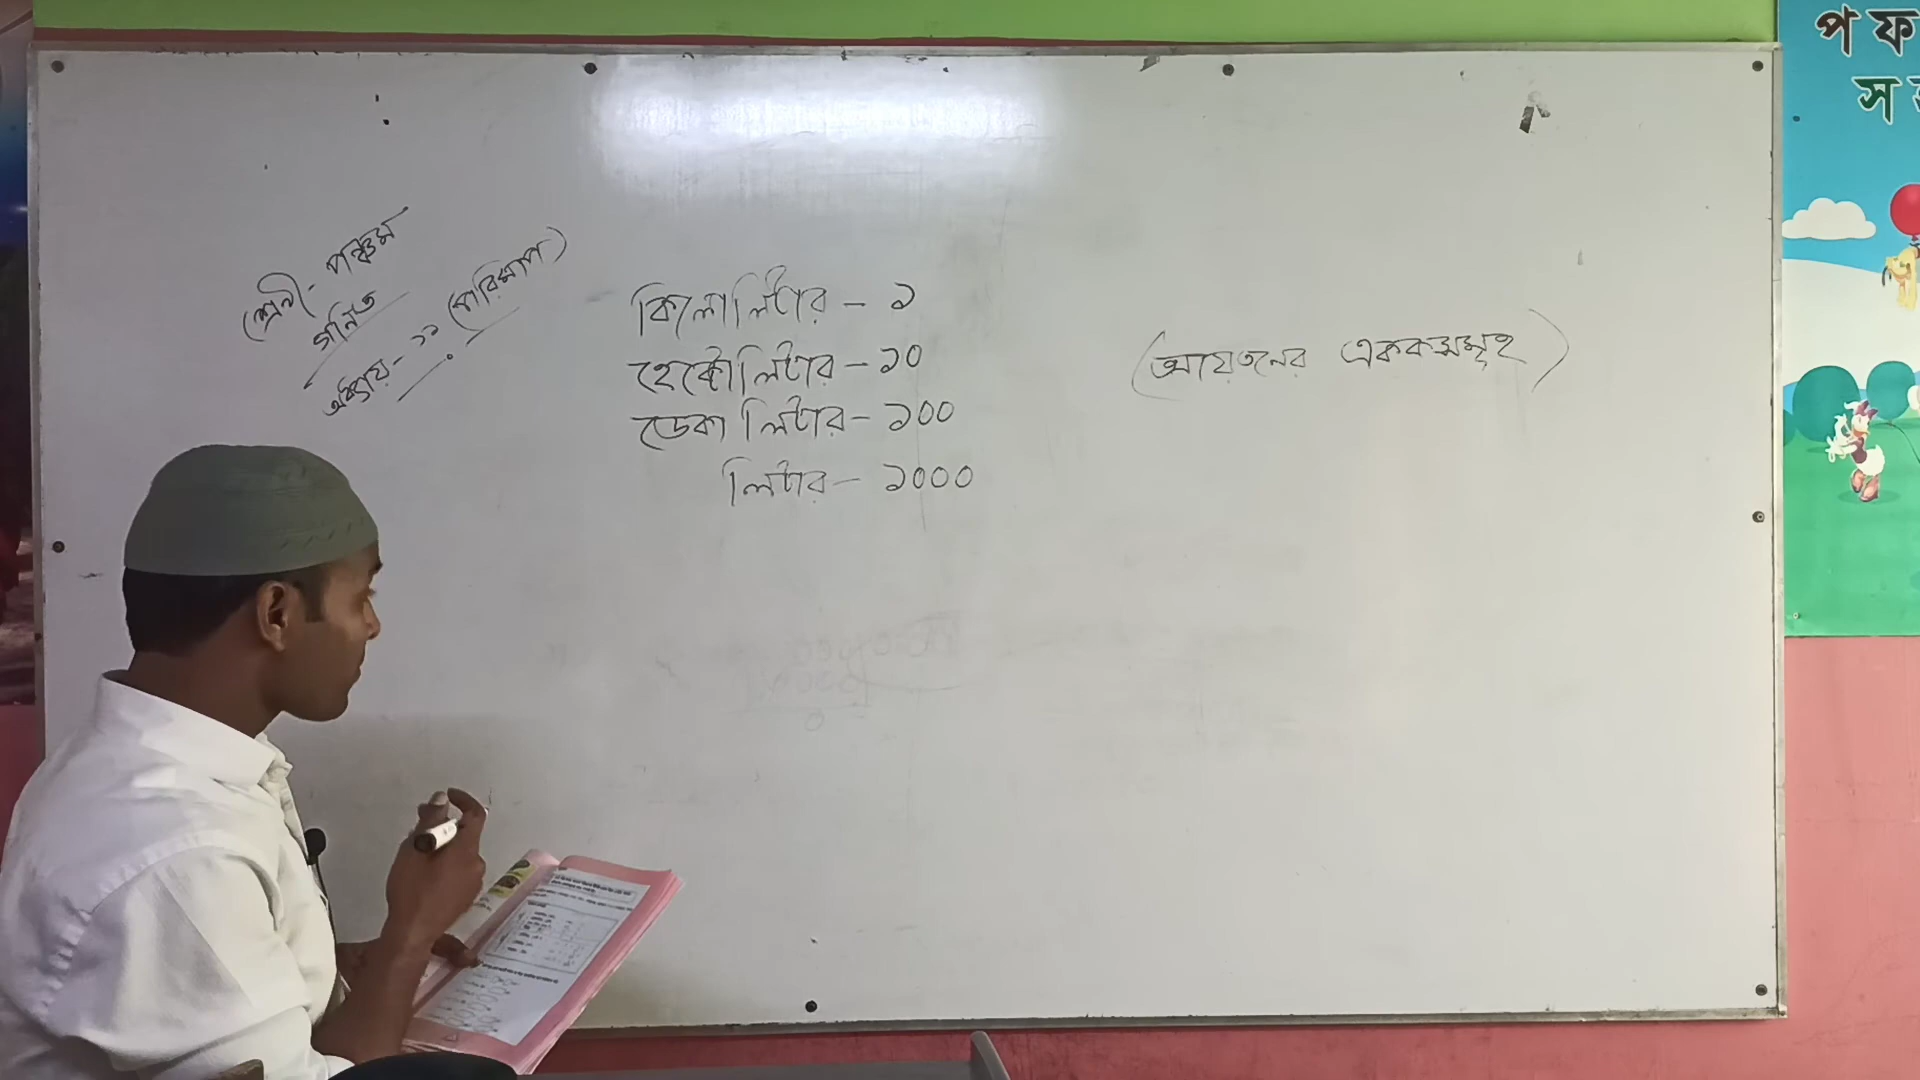 শ্রেনী - পঞ্চম
গনিত
অধ্যায় - ১১ (পরিমাপ)
কিলোলিটার - ১
হেক্টোলিটার - ১০
ডেকা লিটার - ১০০
লিটার - ১০০০
(আয়তনের এককসমূহ)
প ফ
স